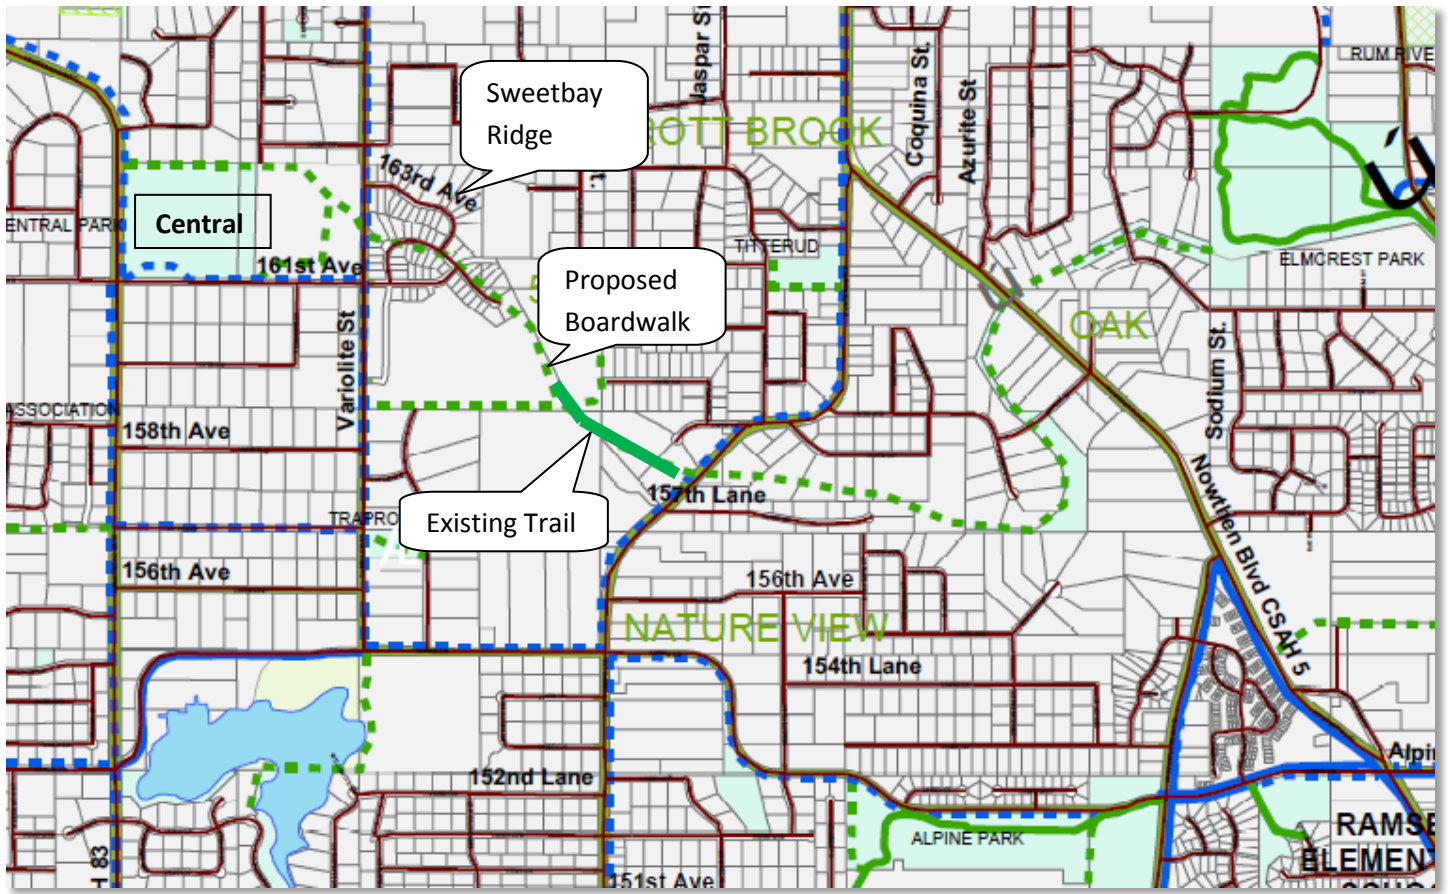 Sweetbay
Ridge
Jaspar St
ROTT BROOK
Coquina St.
Azurite St
RUM RIVE
163rd Ave
Central
ENTRAL PARK
t.
TITTERUD
161st Ave
ELMCREST PARK
5
Proposed
Boardwalk
OAK
Variolite St
Sodium St.
ASSOCIATION
158th Ave
157th Lane
Existing Trail
TRAPRO
Nowthen Blvd CSAH 5
156th Ave
156th Ave
NATURE VIEW
154th Lane
152nd Lane
Alpi
ALPINE PARK
RAMSE
ELEMENT
151st Ave
H 83